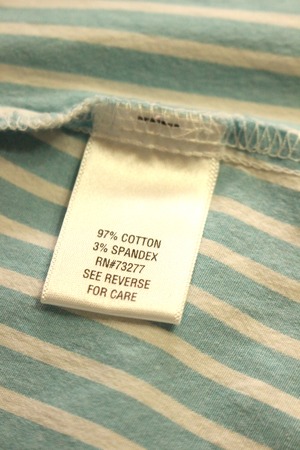 97% COTTON
3% SPANDEX
RN#73277
SEE REVERSE
FOR CARE